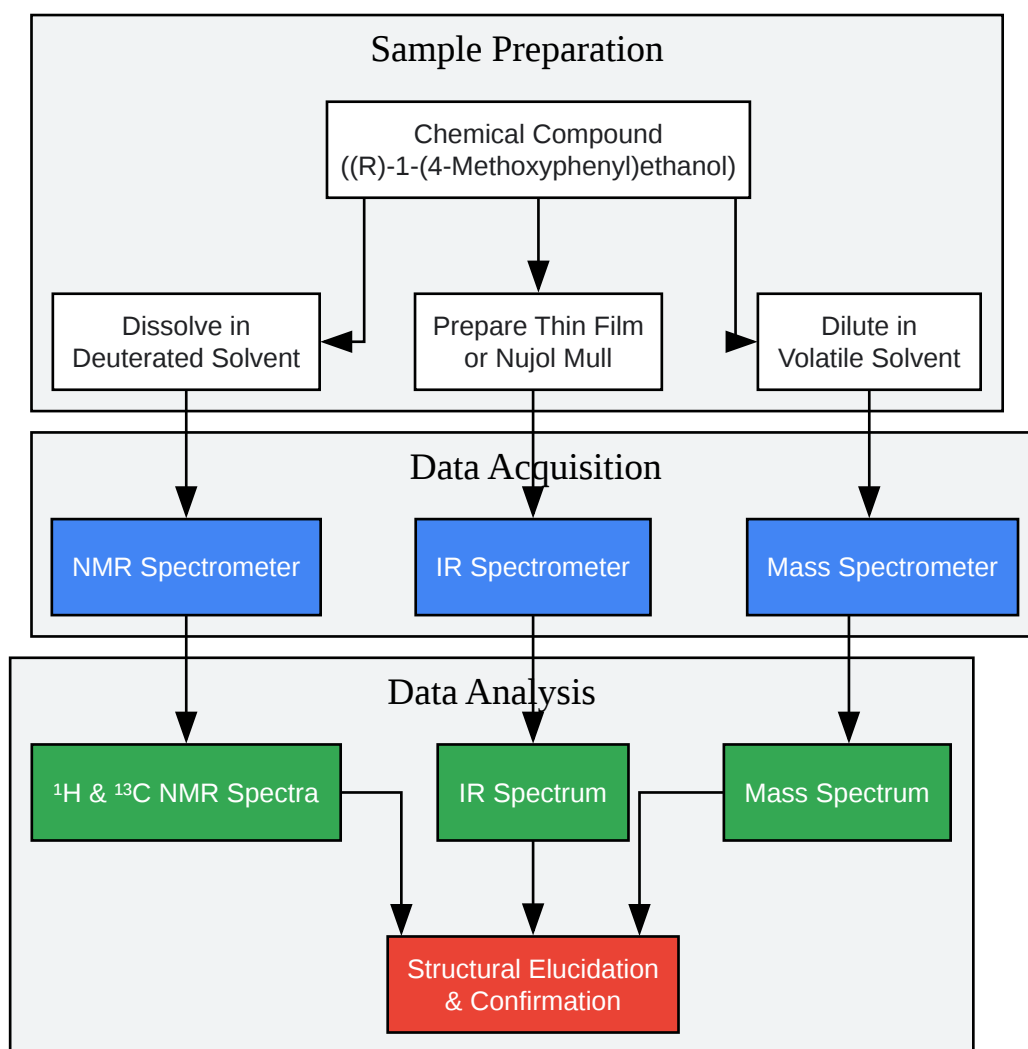 Sample Preparation
Chemical Compound
((R)-1-(4-Methoxyphenyl)ethanol)
Dissolve in
Deuterated Solvent
Prepare Thin Film
or Nujol Mull
Dilute in
Volatile Solvent
Data Acquisition
NMR Spectrometer
IR Spectrometer
Mass Spectrometer
Data Analysis
¹H & ¹³C NMR Spectra
IR Spectrum
Mass Spectrum
Structural Elucidation
& Confirmation